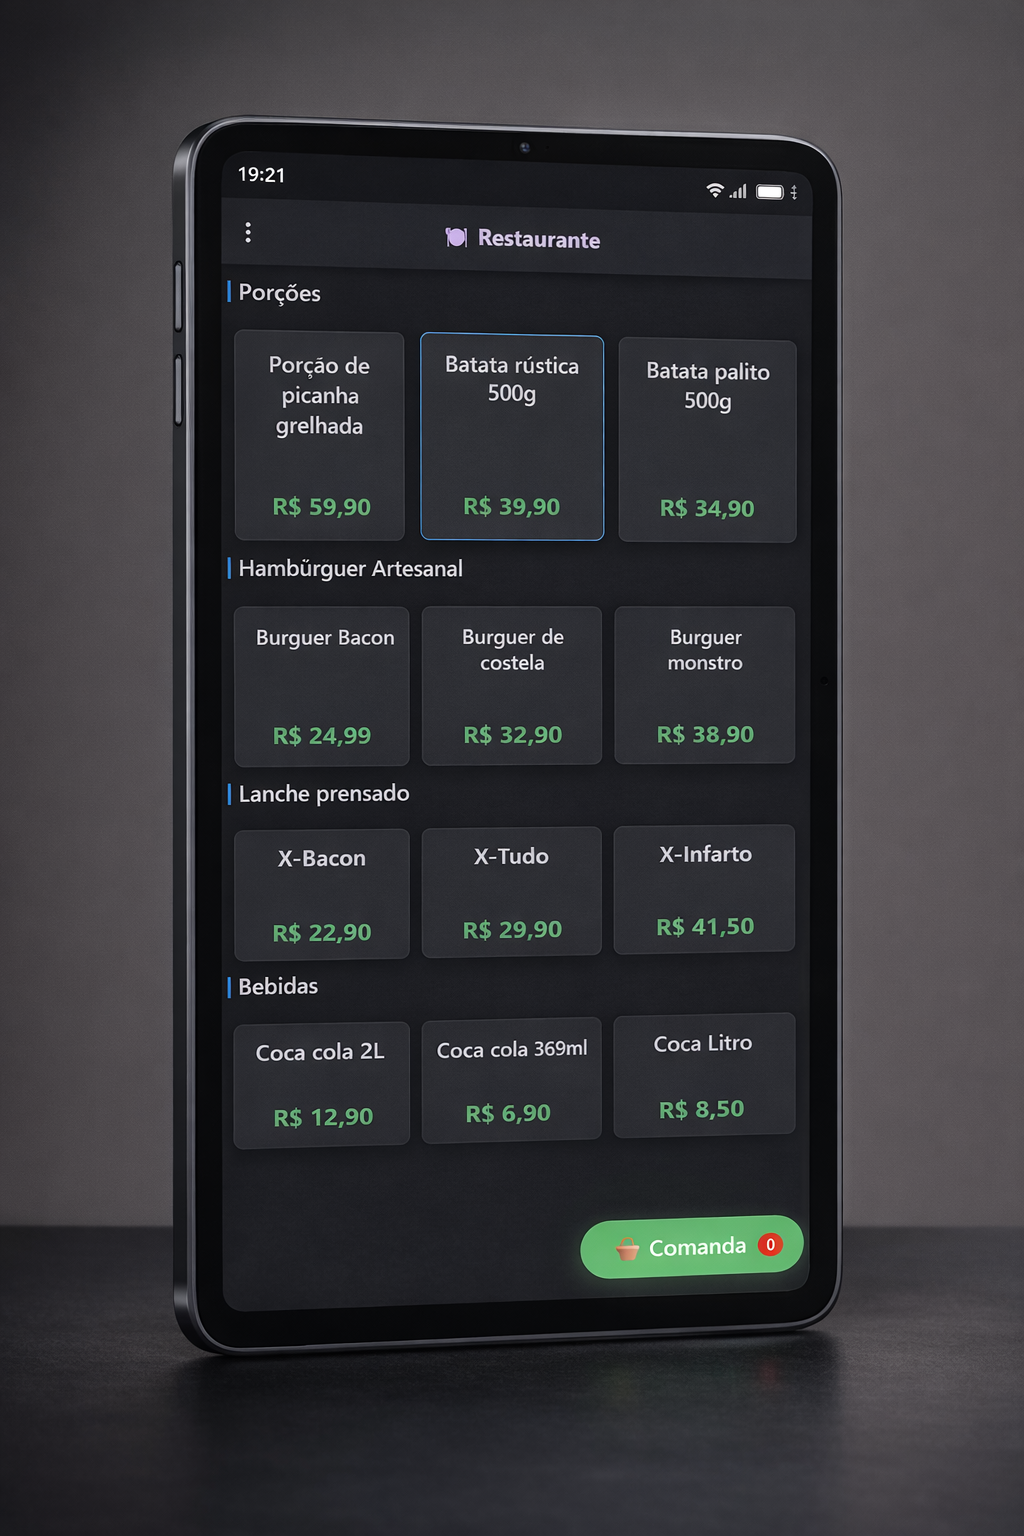 19:21
Restaurante
Porções
Porção de
picanha
grelhada
R$ 59,90
Batata rústica
500g
R$ 39,90
Batata palito
500g
R$ 34,90
Hambűrguer Artesanal
Burguer Bacon
R$ 24,99
Burguer de
costela
R$ 32,90
Burguer
monstro
R$ 38,90
Lanche prensado
X-Bacon
R$ 22,90
X-Tudo
R$ 29,90
X-Infarto
R$ 41,50
Bebidas
Coca cola 2L
R$ 12,90
Coca cola 369ml
R$ 6,90
Coca Litro
R$ 8,50
Comanda 0